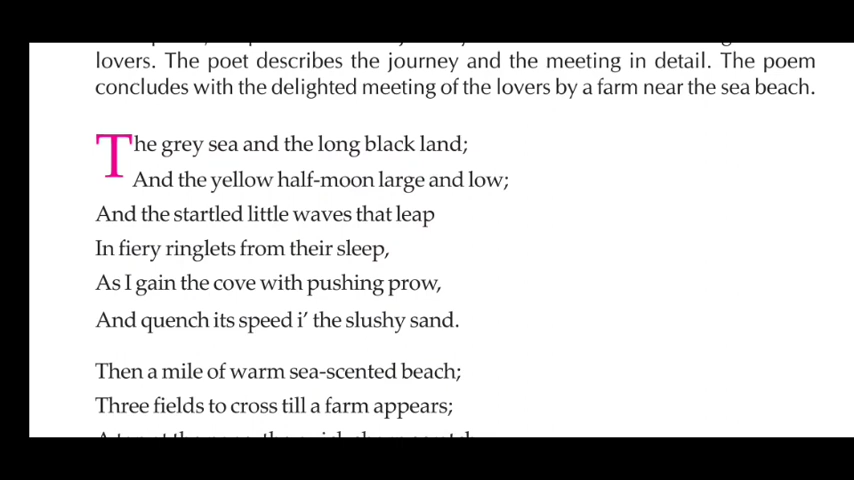 lovers. The poet describes the journey and the meeting in detail. The poem
concludes with the delighted meeting of the lovers by a farm near the sea beach.
The grey sea and the long black land;
And the yellow half-moon large and low;
And the startled little waves that leap
In fiery ringlets from their sleep,
As I gain the cove with pushing prow,
And quench its speed i’ the slushy sand.
Then a mile of warm sea-scented beach;
Three fields to cross till a farm appears;